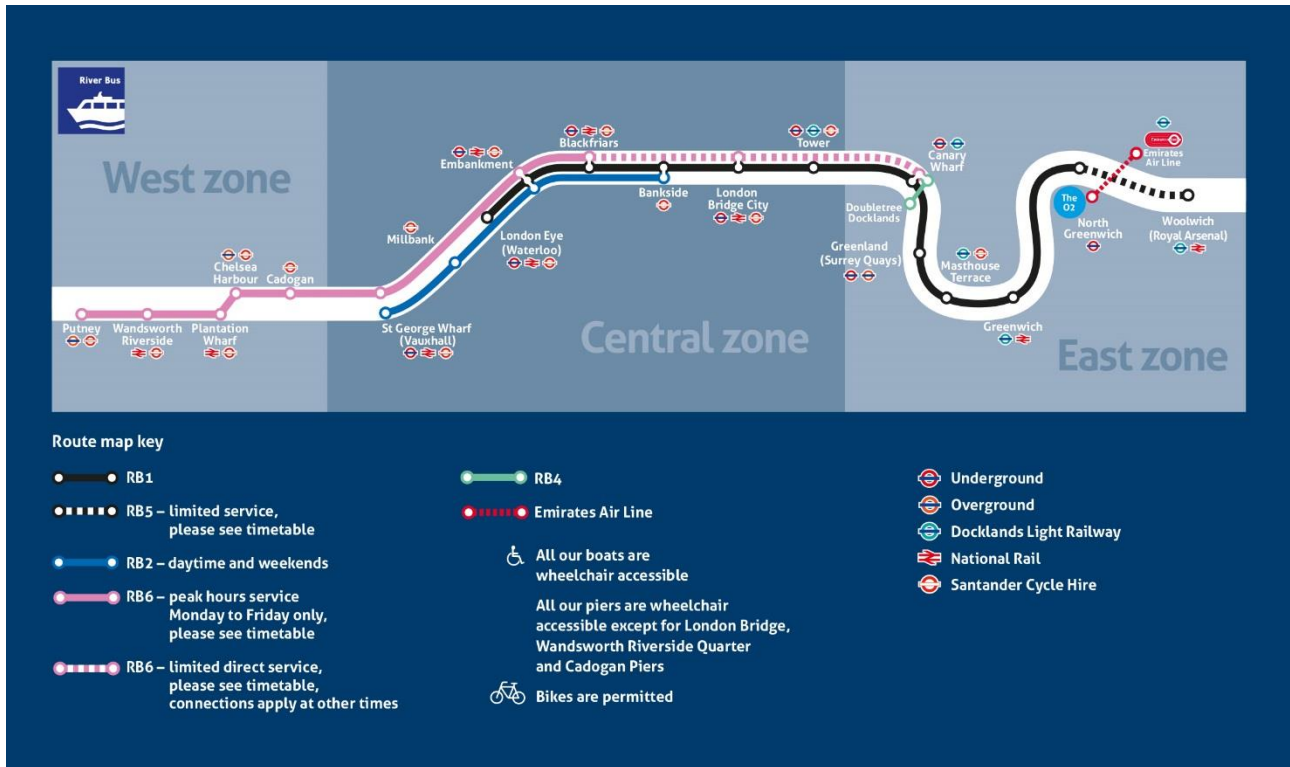 River Bus
West zone
Central zone
East zone
Putney
Wandsworth
Riverside
Plantation
Wharf
Chelsea
Harbour
Cadogan
Millbank
St George Wharf
(Vauxhall)
Embankment
London Eye
(Waterloo)
Blackfriars
Bankside
London
Bridge City
Tower
Canary
Wharf
Doubletree
Docklands
Greenland
(Surrey Quays)
Masthouse
Terrace
Greenwich
The
O2
North
Greenwich
Emirates
Air Line
Woolwich
(Royal Arsenal)
Route map key
RB1
RB5 – limited service,
please see timetable
RB2 – daytime and weekends
RB6 – peak hours service
Monday to Friday only,
please see timetable
RB6 – limited direct service,
please see timetable,
connections apply at other times
RB4
Emirates Air Line
All our boats are
wheelchair accessible
All our piers are wheelchair
accessible except for London Bridge,
Wandsworth Riverside Quarter
and Cadogan Piers
Bikes are permitted
Underground
Overground
Docklands Light Railway
National Rail
Santander Cycle Hire